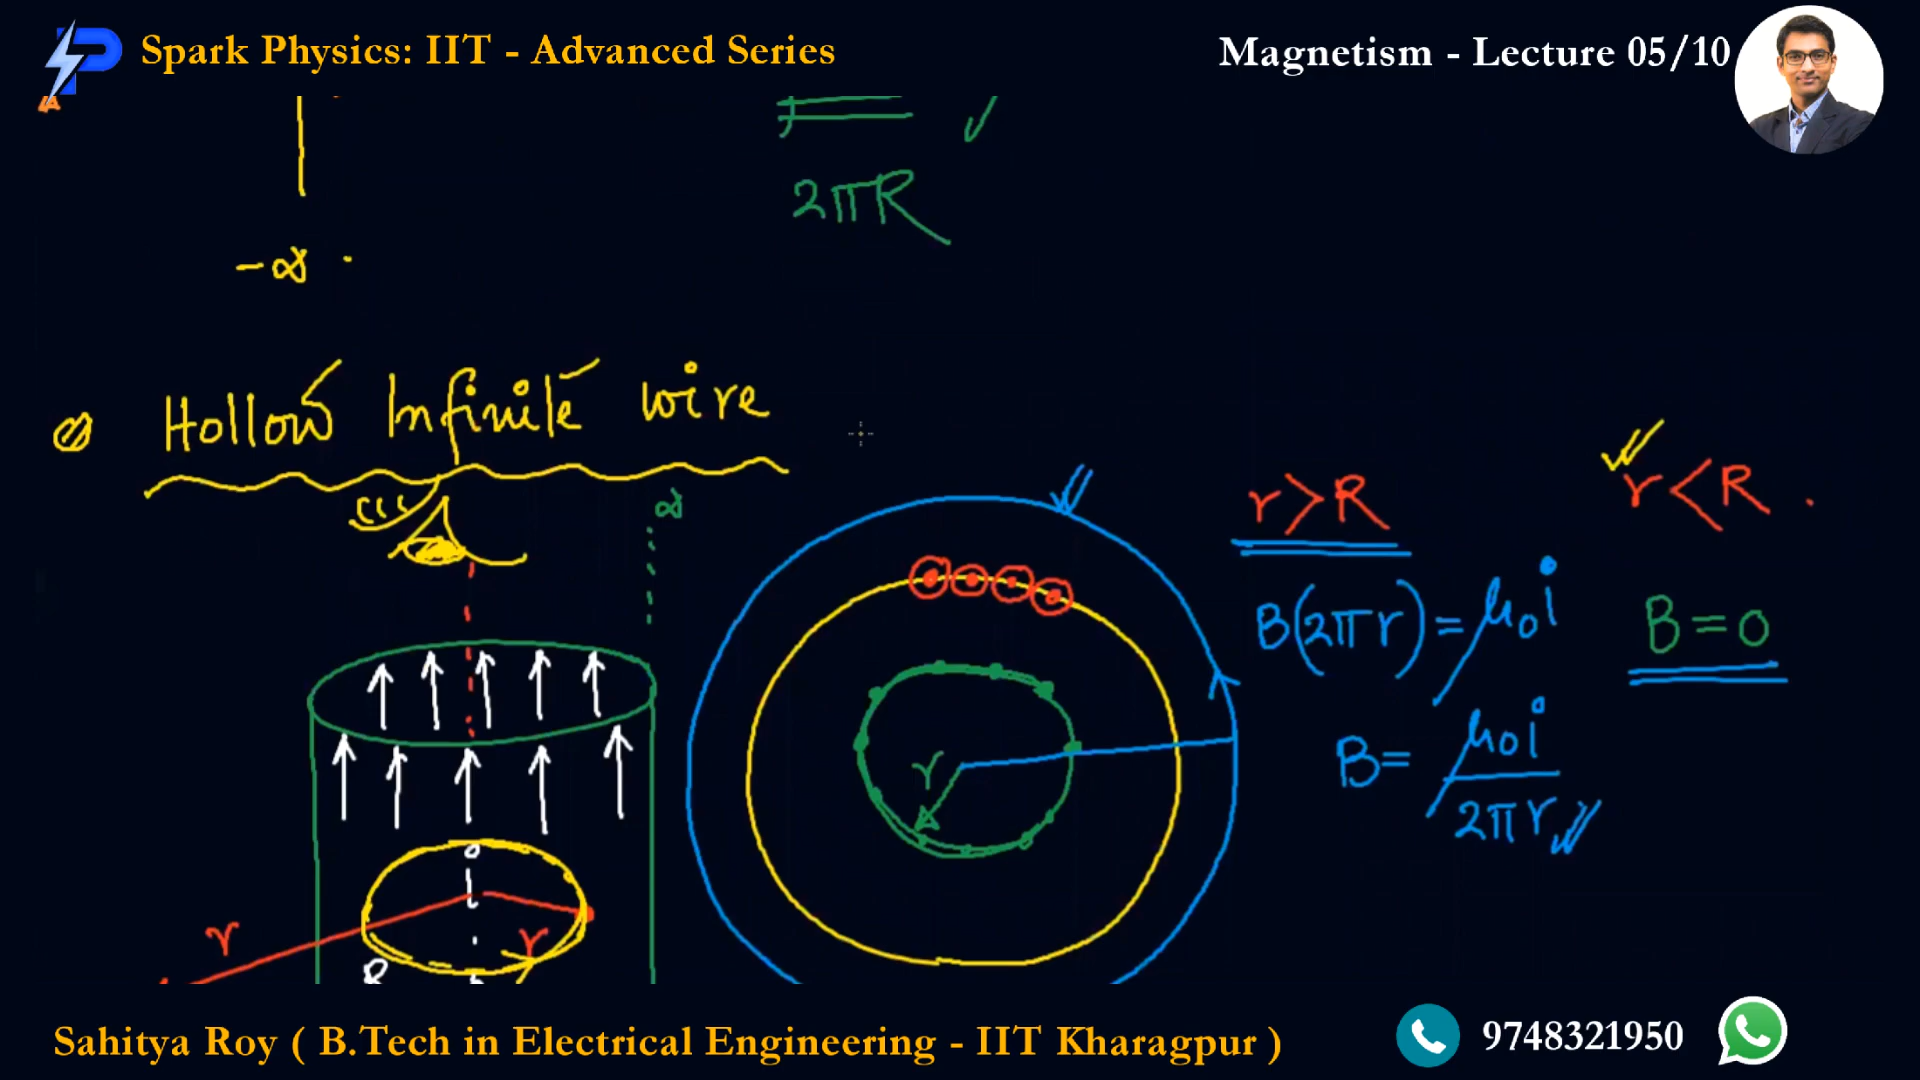 Spark Physics: IIT - Advanced Series
Magnetism - Lecture 05/10
2πR
-∞
Hollow Infinite wire
∞
r>R
r<R.
B(2πr)=μ₀i
B=0
B= μ₀i
2πr
r
r
r
Sahitya Roy ( B.Tech in Electrical Engineering - IIT Kharagpur )
9748321950